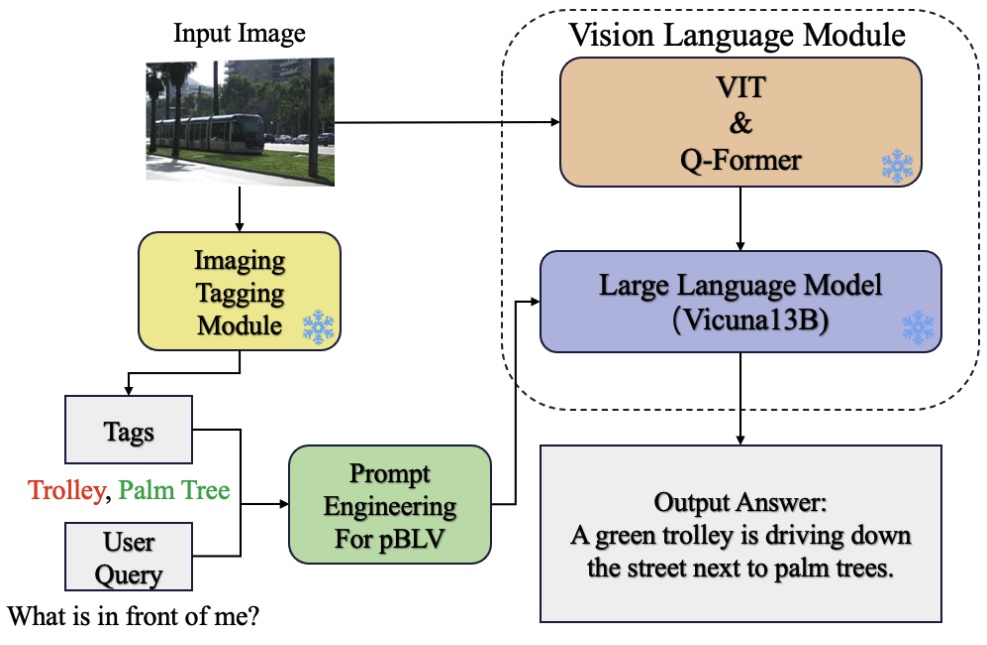 Input Image
Vision Language Module
VIT
&
Q-Former
Imaging
Tagging
Module
Large Language Model
(Vicuna13B)
Tags
Trolley, Palm Tree
User
Query
What is in front of me?
Prompt
Engineering
For pBLV
Output Answer:
A green trolley is driving down
the street next to palm trees.